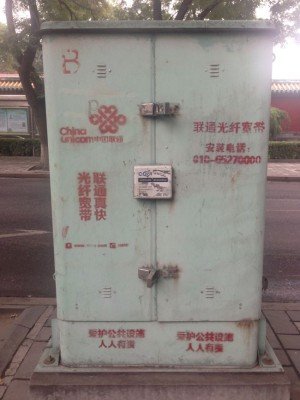 B
B
China
unicom中国联通
联通光纤宽带
安装电话：
010-65270000
联通真快
光纤宽带
爱护公共设施
人人有责
爱护公共设施
人人有责